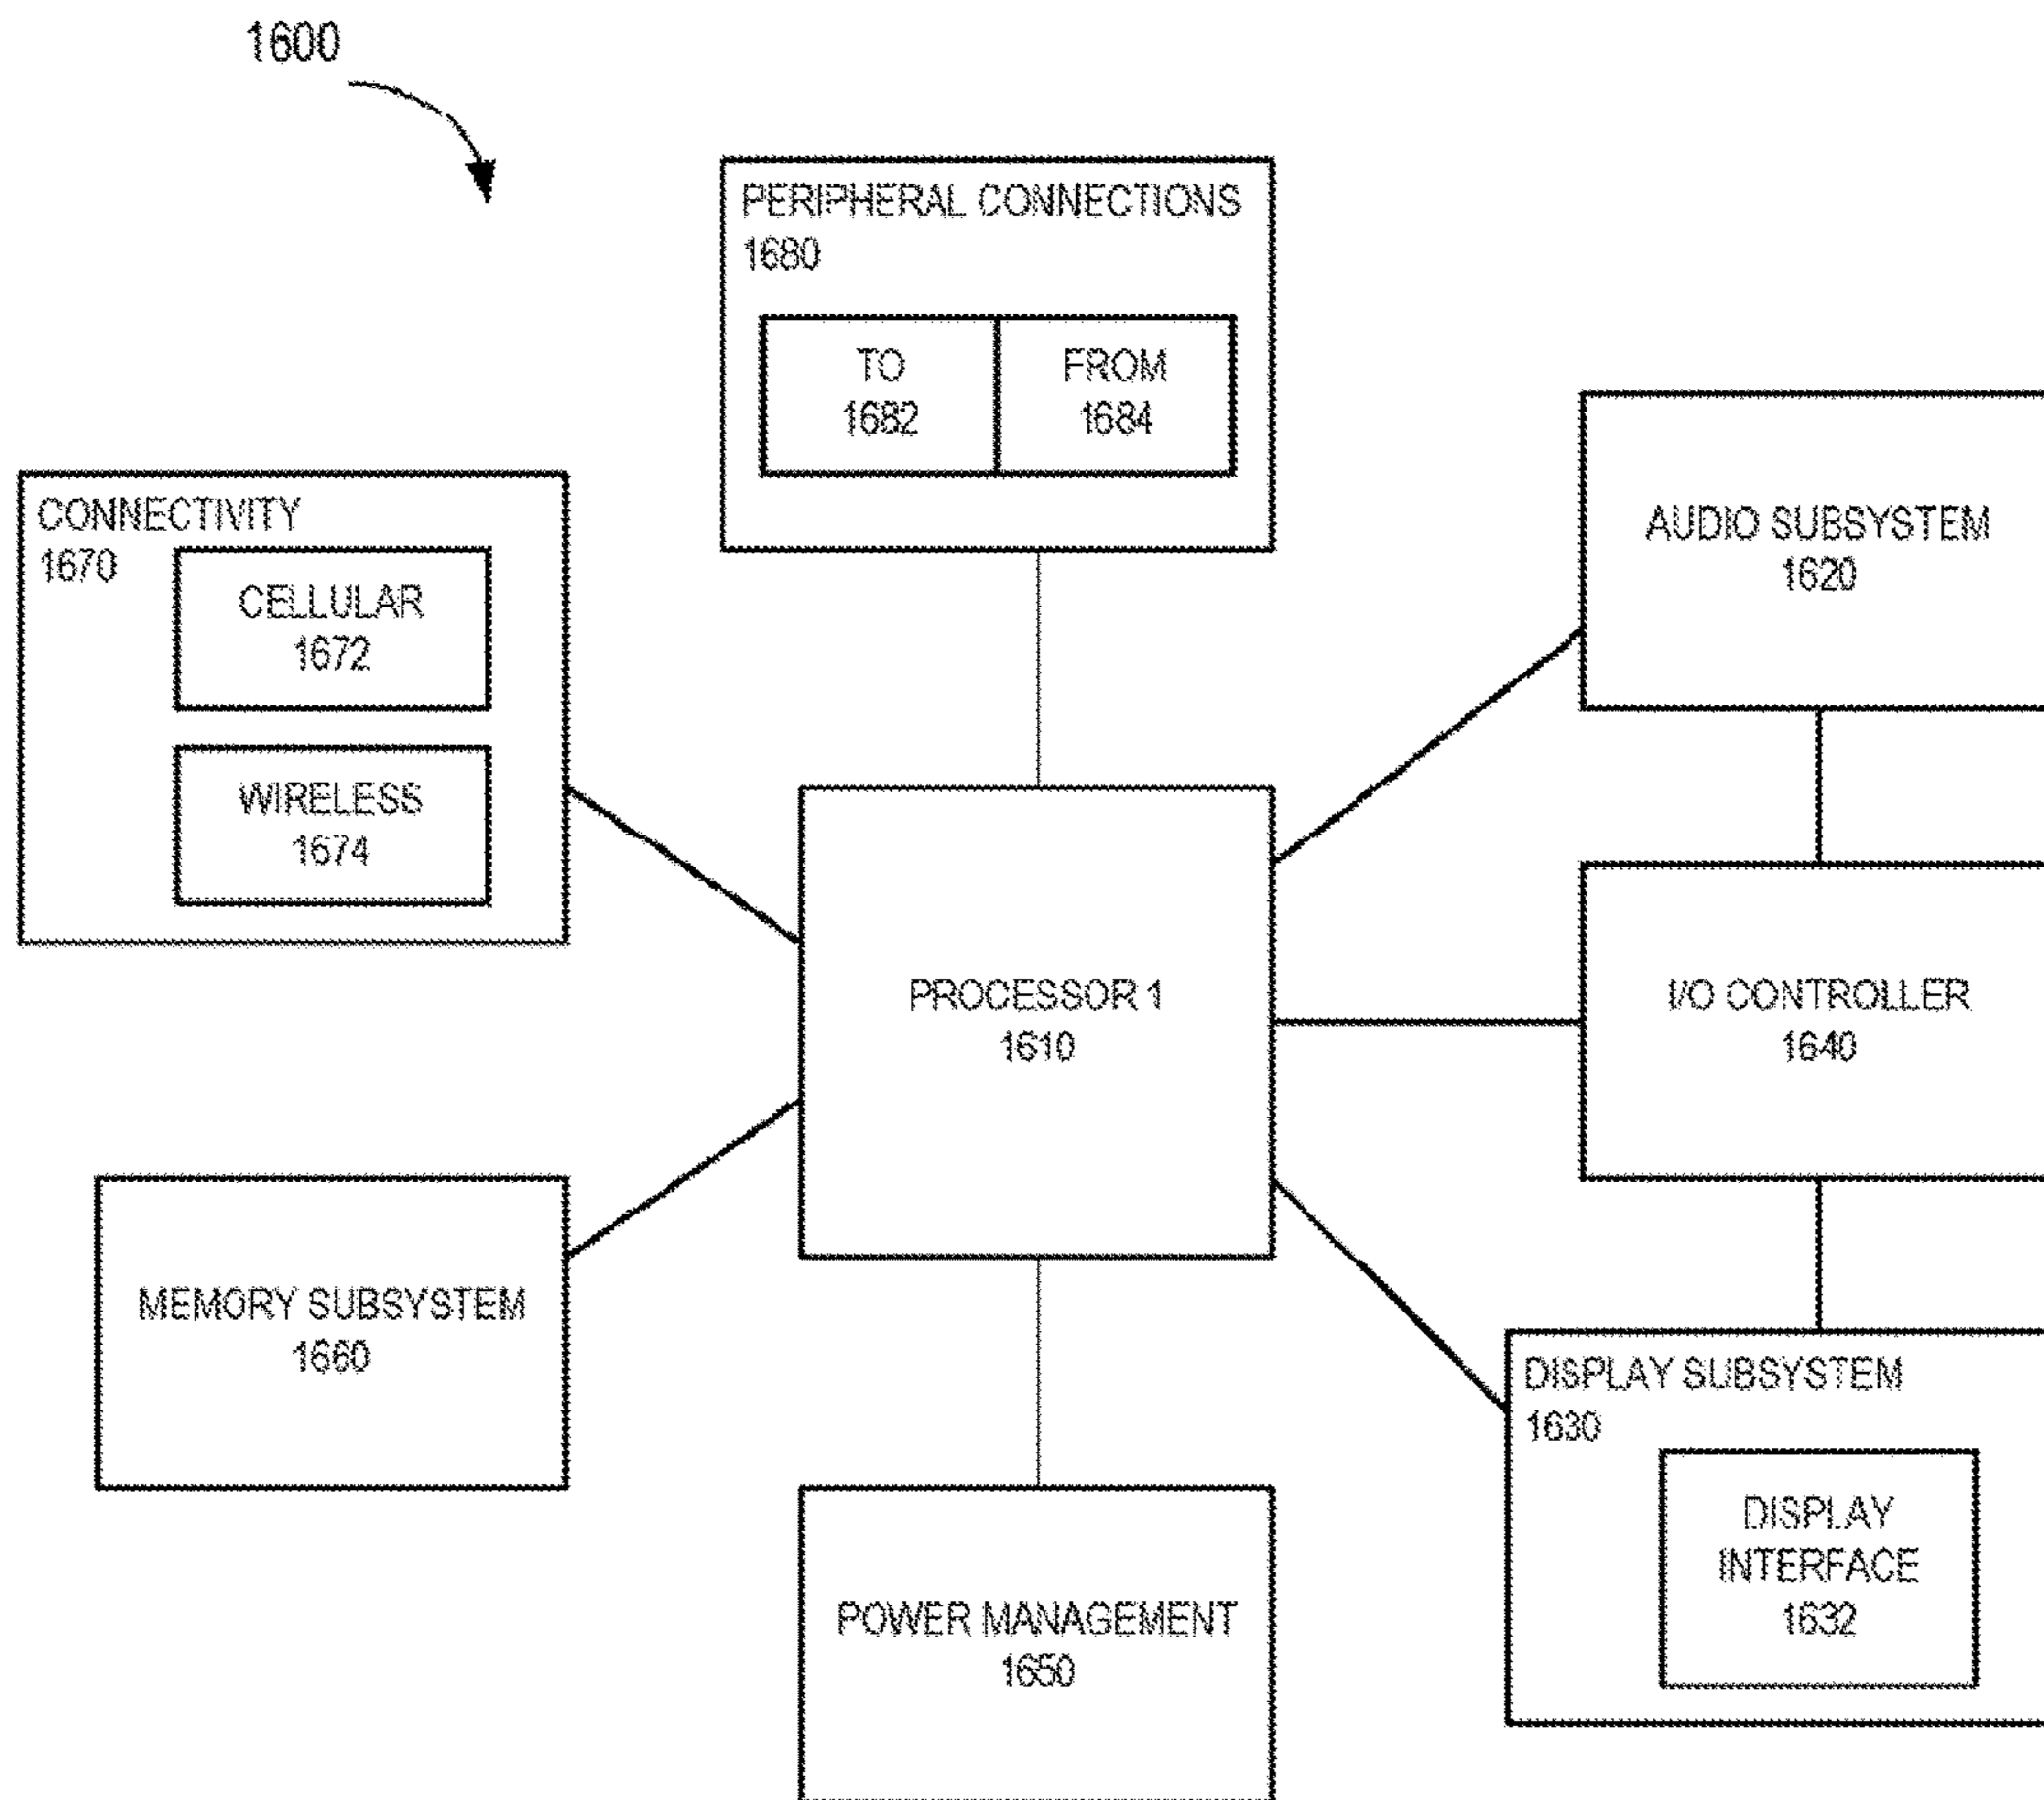 1600
PERIPHERAL CONNECTIONS
1680
TO
1682
FROM
1684
CONNECTIVITY
1670
CELLULAR
1672
WIRELESS
1674
AUDIO SUBSYSTEM
1620
PROCESSOR 1
1610
I/O CONTROLLER
1640
MEMORY SUBSYSTEM
1660
DISPLAY SUBSYSTEM
1630
DISPLAY
INTERFACE
1632
POWER MANAGEMENT
1650